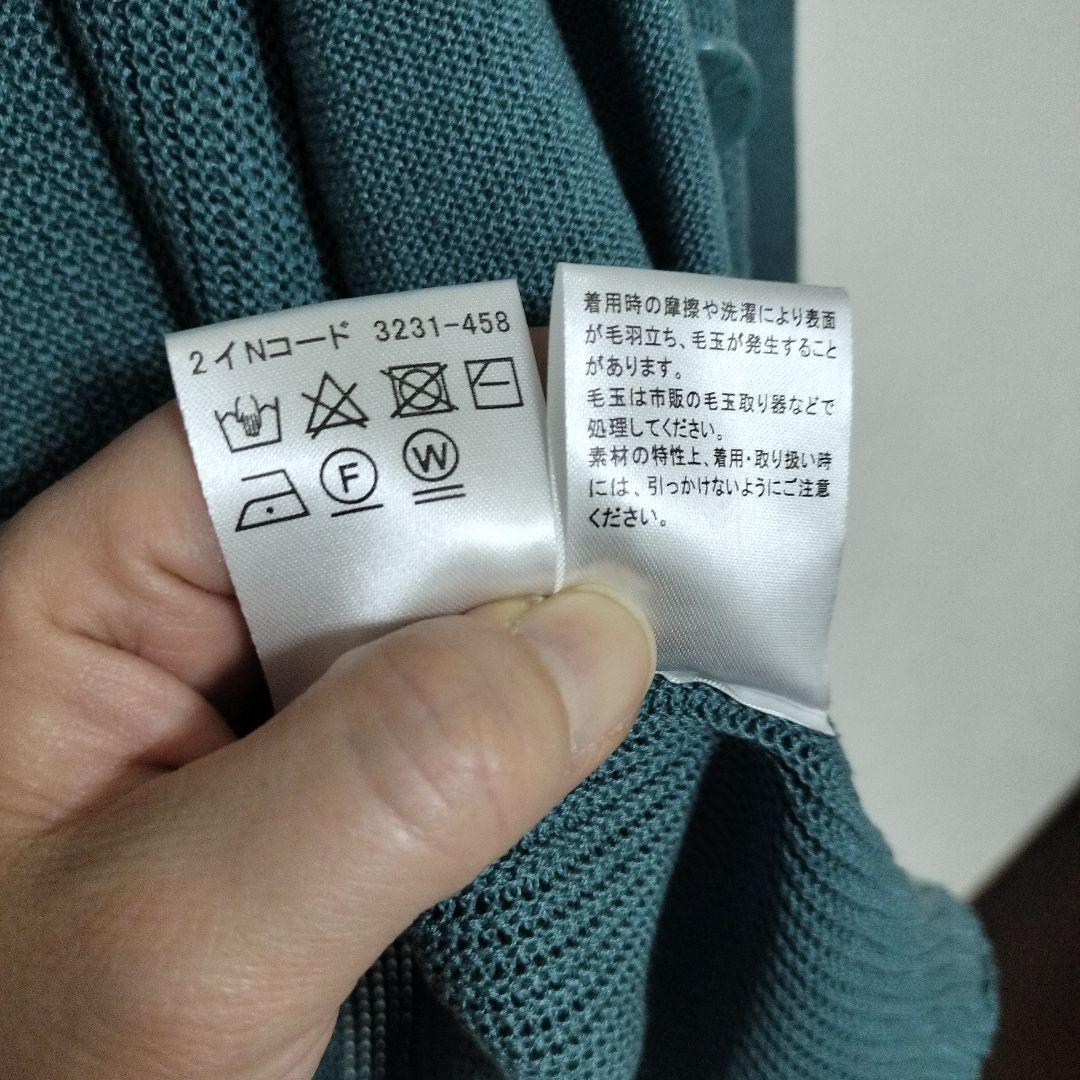 2イNコード 3231-458
F
W
着用時の摩擦や洗濯により表面
が毛羽立ち、毛玉が発生すること
があります。
毛玉は市販の毛玉取り器などで
処理してください。
素材の特性上、着用・取り扱い時
には、引っかけないようにご注意
ください。